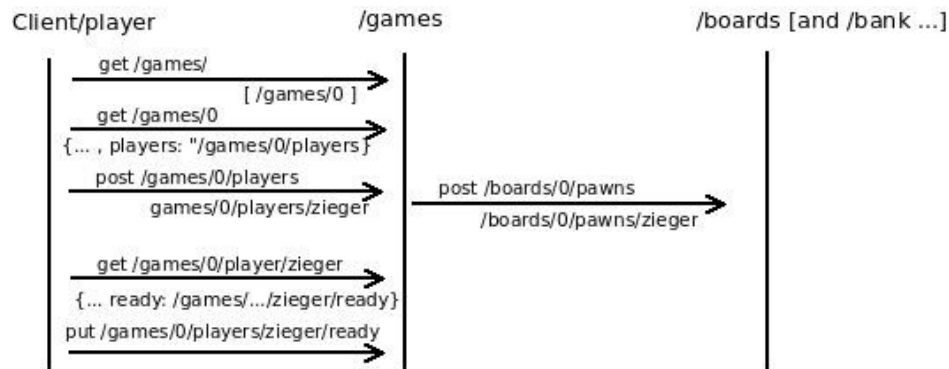 Client/player
/games
/boards [and /bank ...]
get /games/
[ /games/0 ]
get /games/0
{... , players: "/games/0/players}
post /games/0/players
games/0/players/zieger
post /boards/0/pawns
/boards/0/pawns/zieger
get /games/0/player/zieger
{... ready: /games/.../zieger/ready}
put /games/0/players/zieger/ready